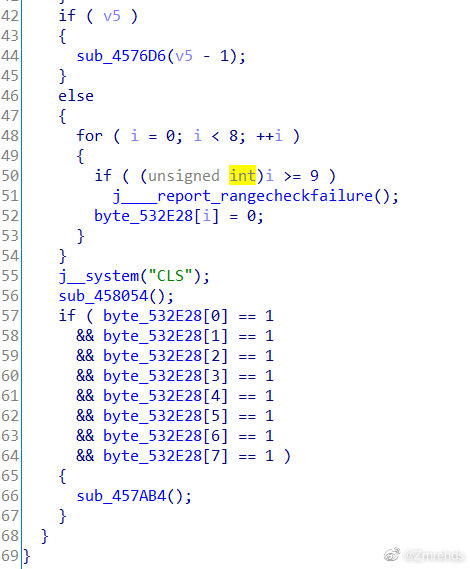 42 if ( v5 )
43 {
44 sub_4576D6(v5 - 1);
45 }
46 else
47 {
48 for ( i = 0; i < 8; ++i )
49 {
50 if ( (unsigned int)i >= 9 )
51 j____report_rangecheckfailure();
52 byte_532E28[i] = 0;
53 }
54 }
55 j__system("CLS");
56 sub_458054();
57 if ( byte_532E28[0] == 1
58 && byte_532E28[1] == 1
59 && byte_532E28[2] == 1
60 && byte_532E28[3] == 1
61 && byte_532E28[4] == 1
62 && byte_532E28[5] == 1
63 && byte_532E28[6] == 1
64 && byte_532E28[7] == 1 )
65 {
66 sub_457AB4();
67 }
68 }
69 }